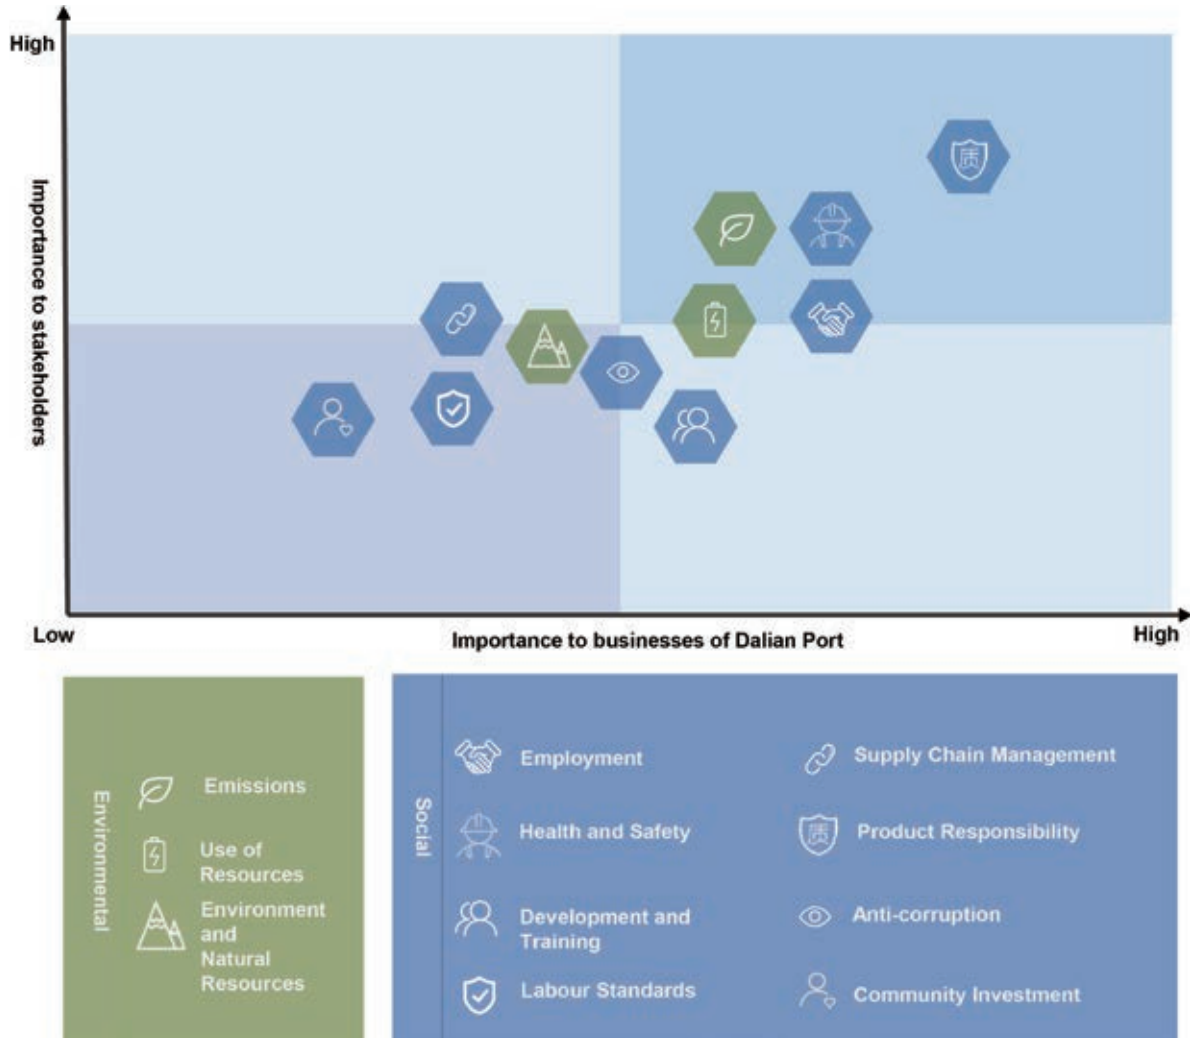 High
Importance to stakeholders
质
Low
Importance to businesses of Dalian Port
High
Environmental
Emissions
Use of
Resources
Environment
and
Natural
Resources
Social
Employment
Health and Safety
Development and
Training
Labour Standards
Supply Chain Management
质
Product Responsibility
Anti-corruption
Community Investment